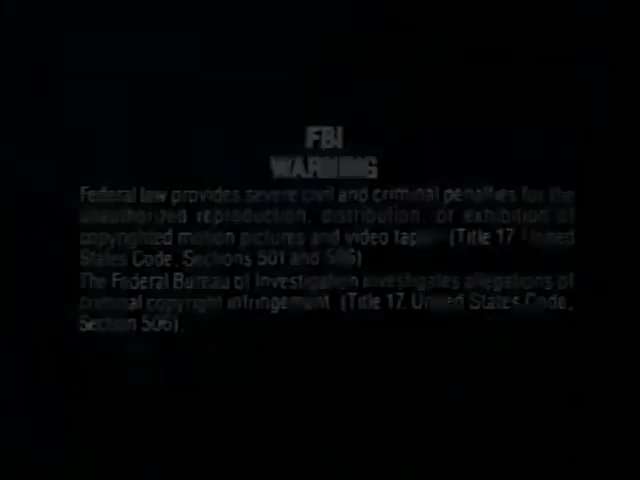 FBI
WARNING
Federal law provides severe civil and criminal penalties for the
unauthorized reproduction, distribution, or exhibition of
copyrighted motion pictures and video tapes (Title 17, United
States Code, Sections 501 and 506).
The Federal Bureau of Investigation investigates allegations of
criminal copyright infringement. (Title 17, United States Code,
Section 506).